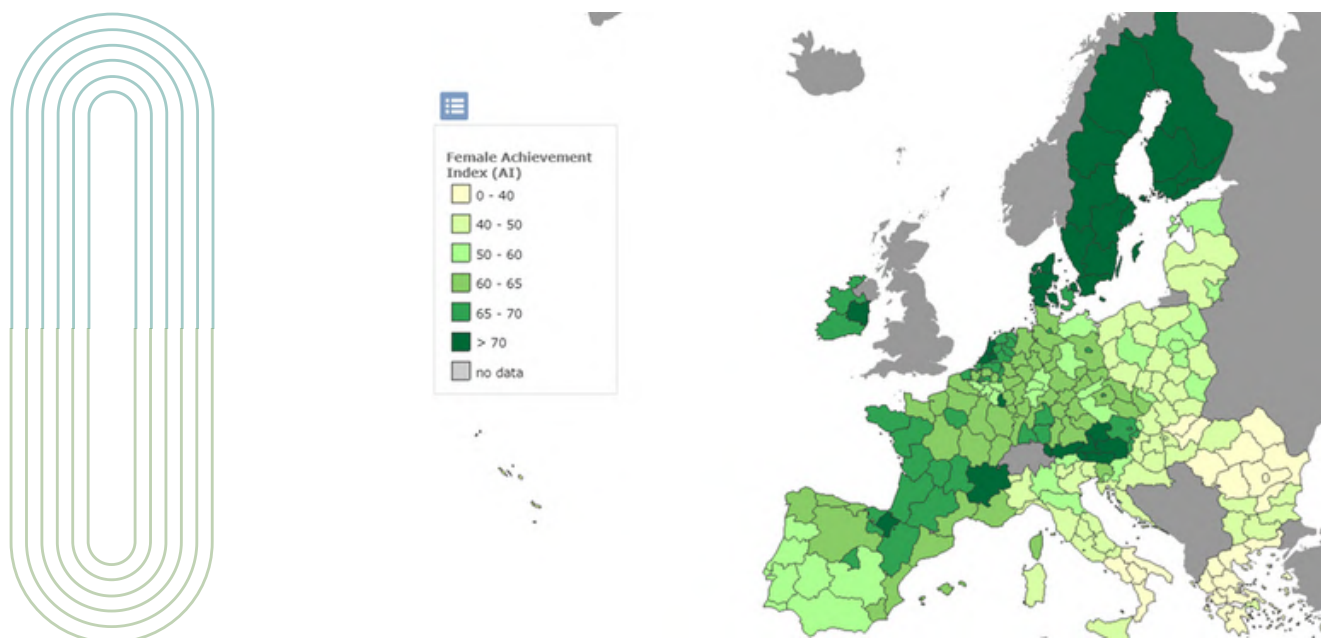 Female Achievement
Index (AI)
0 - 40
40 - 50
50 - 60
60 - 65
65 - 70
> 70
no data